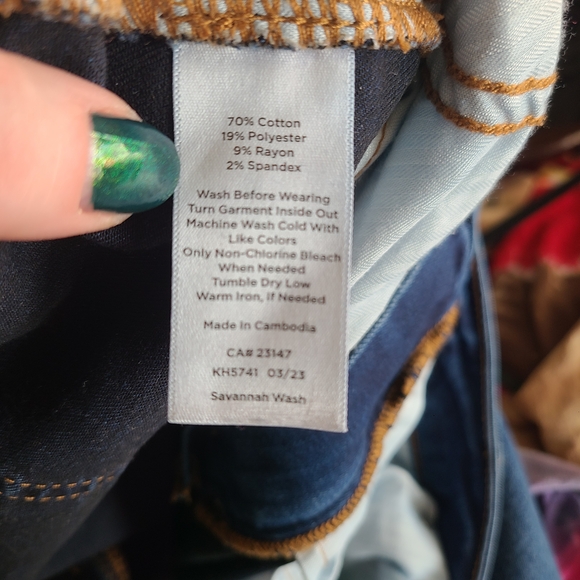 70% Cotton
19% Polyester
9% Rayon
2% Spandex
Wash Before Wearing
Turn Garment Inside Out
Machine Wash Cold With
Like Colors
Only Non-Chlorine Bleach
When Needed
Tumble Dry Low
Warm Iron, If Needed
Made In Cambodia
CA# 23147
KH5741 03/23
Savannah Wash